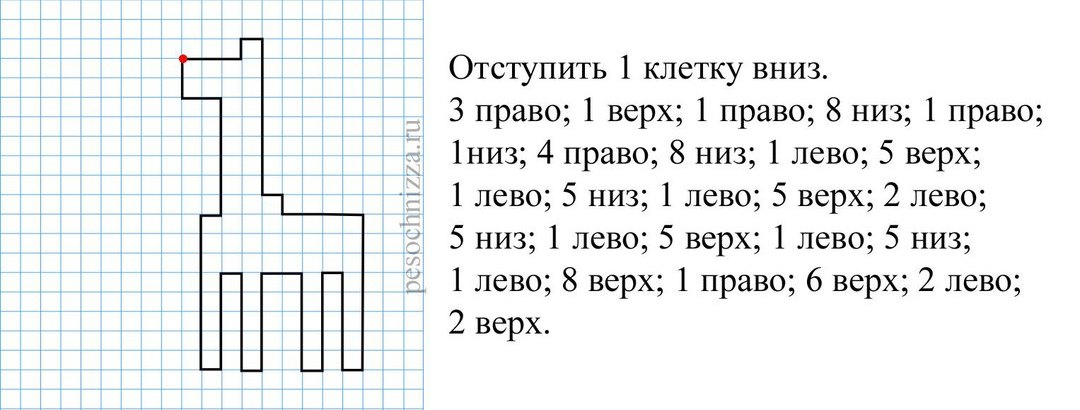 Отступить 1 клетку вниз.
3 право; 1 верх; 1 право; 8 низ; 1 право;
1низ; 4 право; 8 низ; 1 лево; 5 верх;
1 лево; 5 низ; 1 лево; 5 верх; 2 лево;
5 низ; 1 лево; 5 верх; 1 лево; 5 низ;
1 лево; 8 верх; 1 право; 6 верх; 2 лево;
2 верх.
pesochnizza.ru